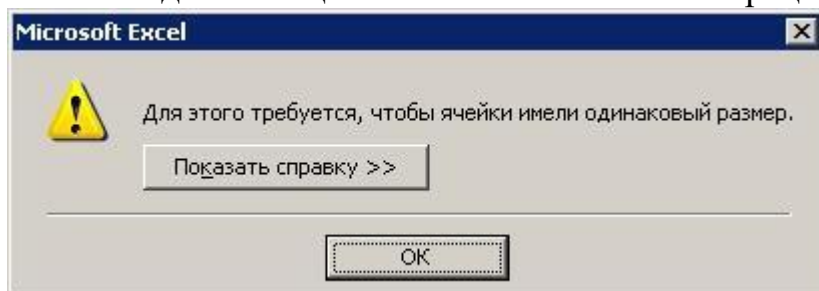 Microsoft Excel
Для этого требуется, чтобы ячейки имели одинаковый размер.
Показать справку >>
OK